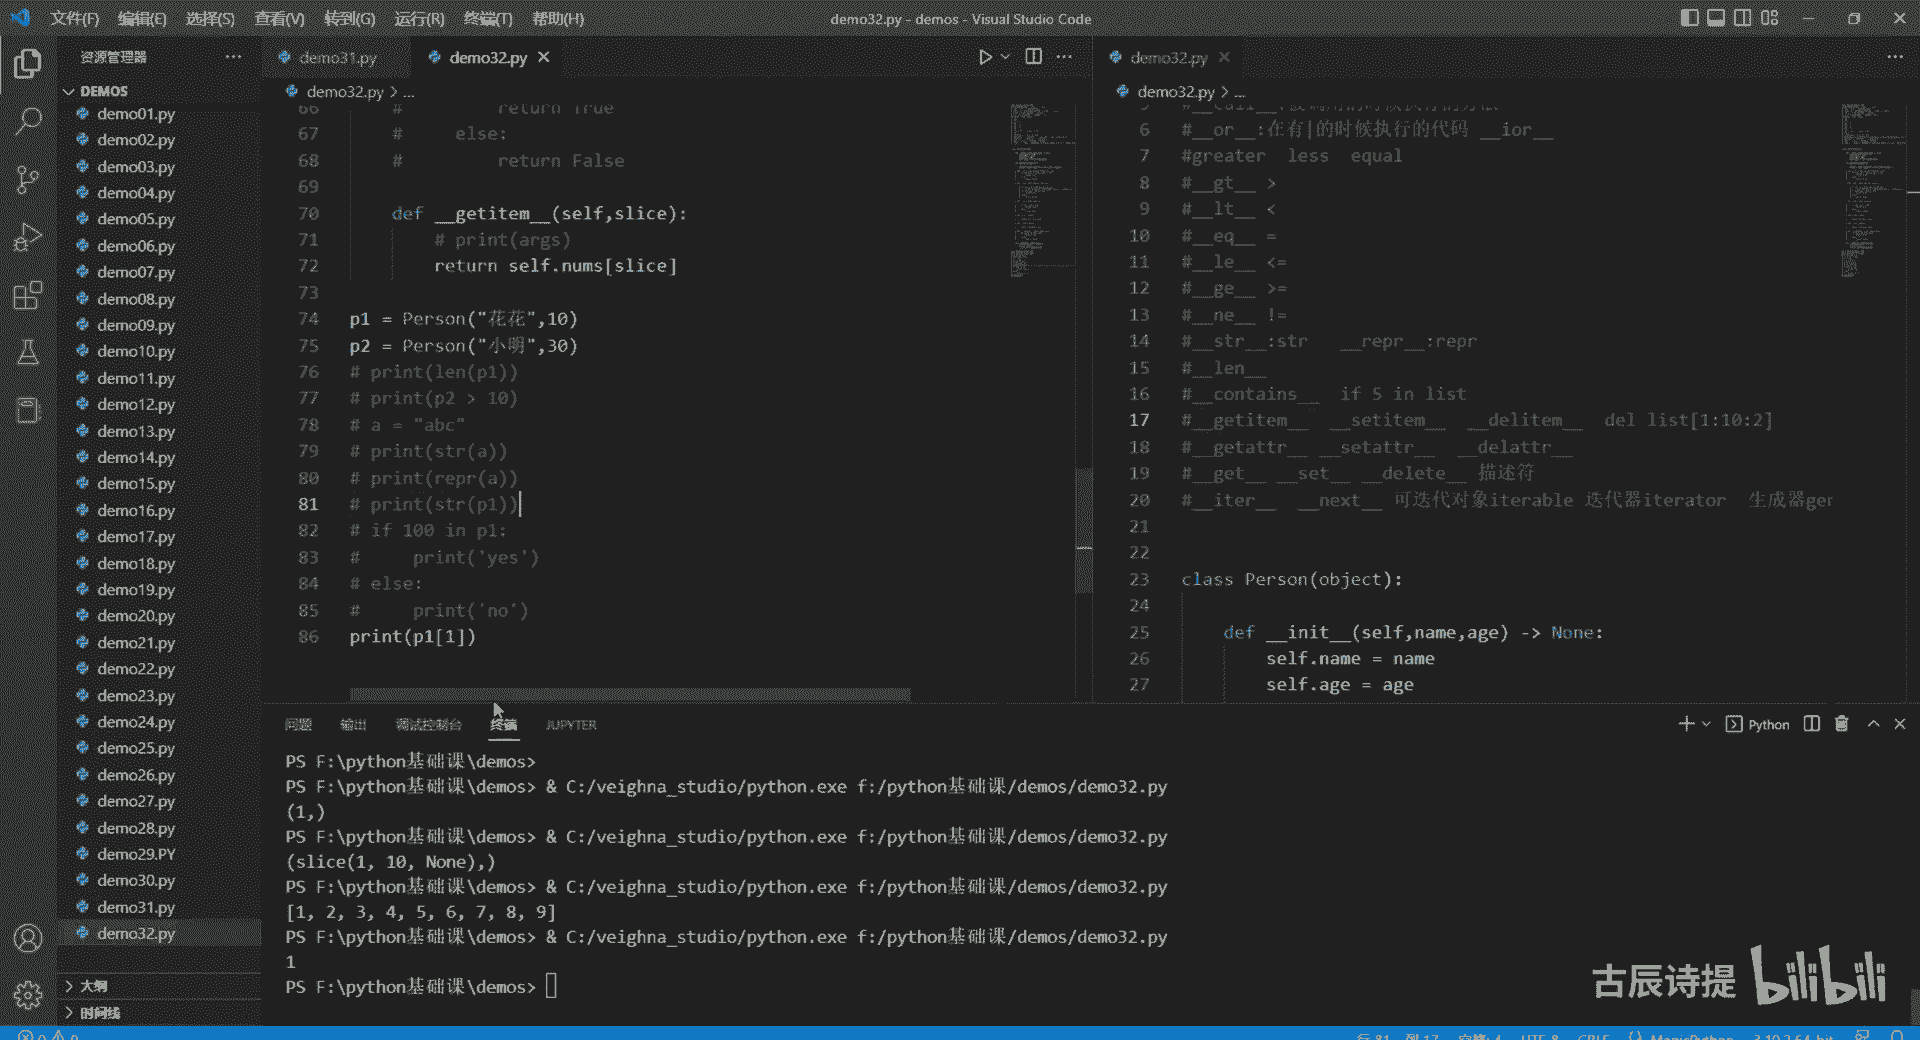 文件(F) 编辑(E) 选择(S) 查看(V) 转到(G) 运行(R) 终端(T) 帮助(H)
demo32.py - demos - Visual Studio Code
资源管理器
DEMOS
demo01.py
demo02.py
demo03.py
demo04.py
demo05.py
demo06.py
demo07.py
demo08.py
demo09.py
demo10.py
demo11.py
demo12.py
demo13.py
demo14.py
demo15.py
demo16.py
demo17.py
demo18.py
demo19.py
demo20.py
demo21.py
demo22.py
demo23.py
demo24.py
demo25.py
demo26.py
demo27.py
demo28.py
demo29.PY
demo30.py
demo31.py
demo32.py
大纲
时间线
demo31.py demo32.py
demo32.py > ...
66 # return True
67 # else:
68 # return False
69
70 def __getitem__(self,slice):
71 # print(args)
72 return self.nums[slice]
73
74 p1 = Person("花花",10)
75 p2 = Person("小明",30)
76 # print(len(p1))
77 # print(p2 > 10)
78 # a = "abc"
79 # print(str(a))
80 # print(repr(a))
81 # print(str(p1))
82 # if 100 in p1:
83 # print('yes')
84 # else:
85 # print('no')
86 print(p1[1])
demo32.py
demo32.py > ...
6 #__or__:在有|的时候执行的代码 __ior__
7 #greater less equal
8 #__gt__ >
9 #__lt__ <
10 #__eq__ =
11 #__le__ <=
12 #__ge__ >=
13 #__ne__ !=
14 #__str__:str __repr__:repr
15 #__len__
16 #__contains__ if 5 in list
17 #__getitem__ __setitem__ __delitem__ del list[1:10:2]
18 #__getattr__ __setattr__ __delattr__
19 #__get__ __set__ __delete__ 描述符
20 #__iter__ __next__ 可迭代对象iterable 迭代器iterator 生成器ger
21
22
23 class Person(object):
24
25 def __init__(self,name,age) -> None:
26 self.name = name
27 self.age = age
问题 输出 调试控制台 终端 JUPYTER
Python
PS F:\python基础课\demos>
PS F:\python基础课\demos> & C:/veighna_studio/python.exe f:/python基础课/demos/demo32.py
(1,)
PS F:\python基础课\demos> & C:/veighna_studio/python.exe f:/python基础课/demos/demo32.py
(slice(1, 10, None),)
PS F:\python基础课\demos> & C:/veighna_studio/python.exe f:/python基础课/demos/demo32.py
[1, 2, 3, 4, 5, 6, 7, 8, 9]
PS F:\python基础课\demos> & C:/veighna_studio/python.exe f:/python基础课/demos/demo32.py
1
PS F:\python基础课\demos>
古辰诗提 bilibili